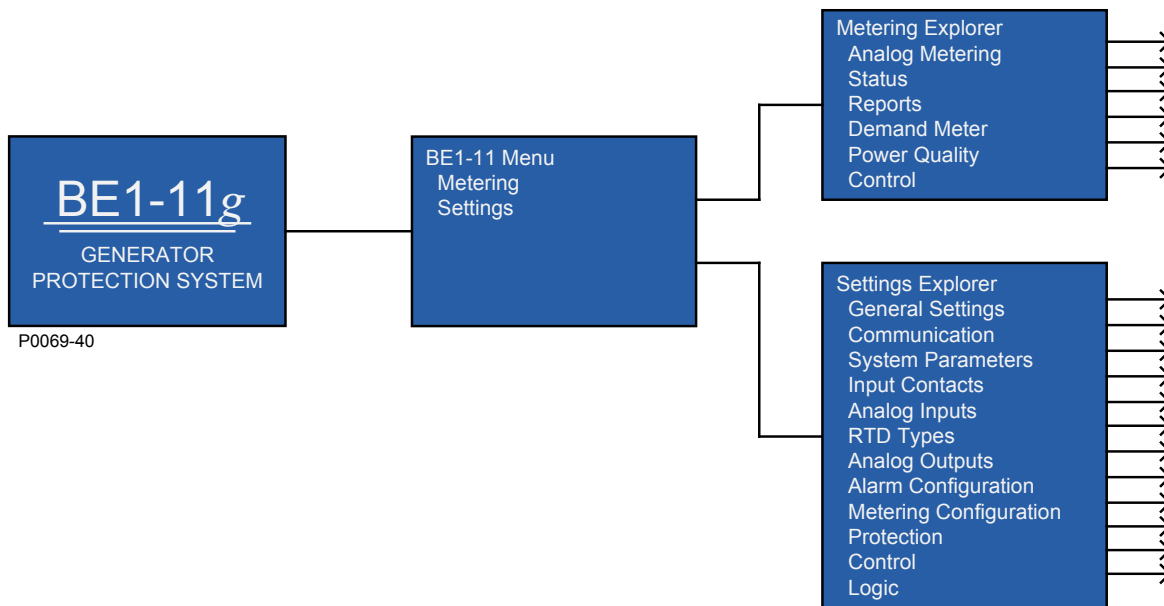 BE1-11g
GENERATOR
PROTECTION SYSTEM
P0069-40
BE1-11 Menu
Metering
Settings
Metering Explorer
Analog Metering
Status
Reports
Demand Meter
Power Quality
Control
Settings Explorer
General Settings
Communication
System Parameters
Input Contacts
Analog Inputs
RTD Types
Analog Outputs
Alarm Configuration
Metering Configuration
Protection
Control
Logic